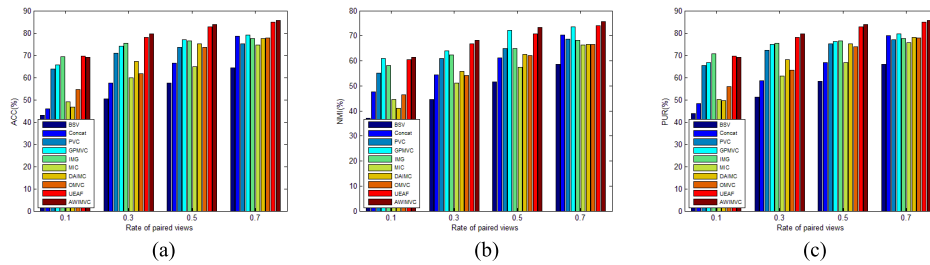 90
80
70
60
50
40
30
20
10
0
ACC(%)
BSV
Concat
PVC
GPMVC
IMG
MIC
DAIMC
OMVC
UEAF
AWIMVC
0.1 0.3 0.5 0.7
Rate of paired views
(a)
80
70
60
50
40
30
20
10
0
NMI(%)
BSV
Concat
PVC
GPMVC
IMG
MIC
DAIMC
OMVC
UEAF
AWIMVC
0.1 0.3 0.5 0.7
Rate of paired views
(b)
90
80
70
60
50
40
30
20
10
0
PUR(%)
BSV
Concat
PVC
GPMVC
IMG
MIC
DAIMC
OMVC
UEAF
AWIMVC
0.1 0.3 0.5 0.7
Rate of paired views
(c)